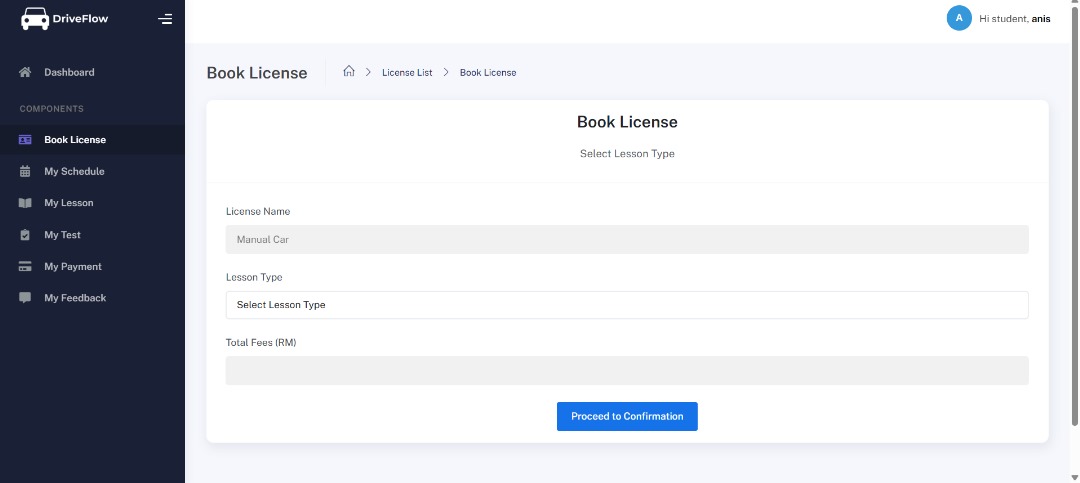 DriveFlow
A
Hi student, anis
Dashboard
COMPONENTS
Book License
My Schedule
My Lesson
My Test
My Payment
My Feedback
Book License
License List
Book License
Book License
Select Lesson Type
License Name
Manual Car
Lesson Type
Select Lesson Type
Total Fees (RM)
Proceed to Confirmation